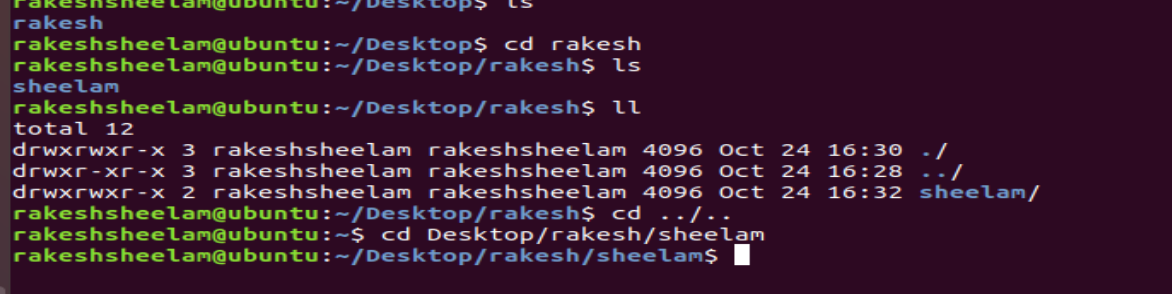 rakeshsheelam@ubuntu:~/Desktop$ ls
rakesh
rakeshsheelam@ubuntu:~/Desktop$ cd rakesh
rakeshsheelam@ubuntu:~/Desktop/rakesh$ ls
sheelam
rakeshsheelam@ubuntu:~/Desktop/rakesh$ ll
total 12
drwxrwxr-x 3 rakeshsheelam rakeshsheelam 4096 Oct 24 16:30 ./
drwxr-xr-x 3 rakeshsheelam rakeshsheelam 4096 Oct 24 16:28 ../
drwxrwxr-x 2 rakeshsheelam rakeshsheelam 4096 Oct 24 16:32 sheelam/
rakeshsheelam@ubuntu:~/Desktop/rakesh$ cd ../..
rakeshsheelam@ubuntu:~$ cd Desktop/rakesh/sheelam
rakeshsheelam@ubuntu:~/Desktop/rakesh/sheelam$